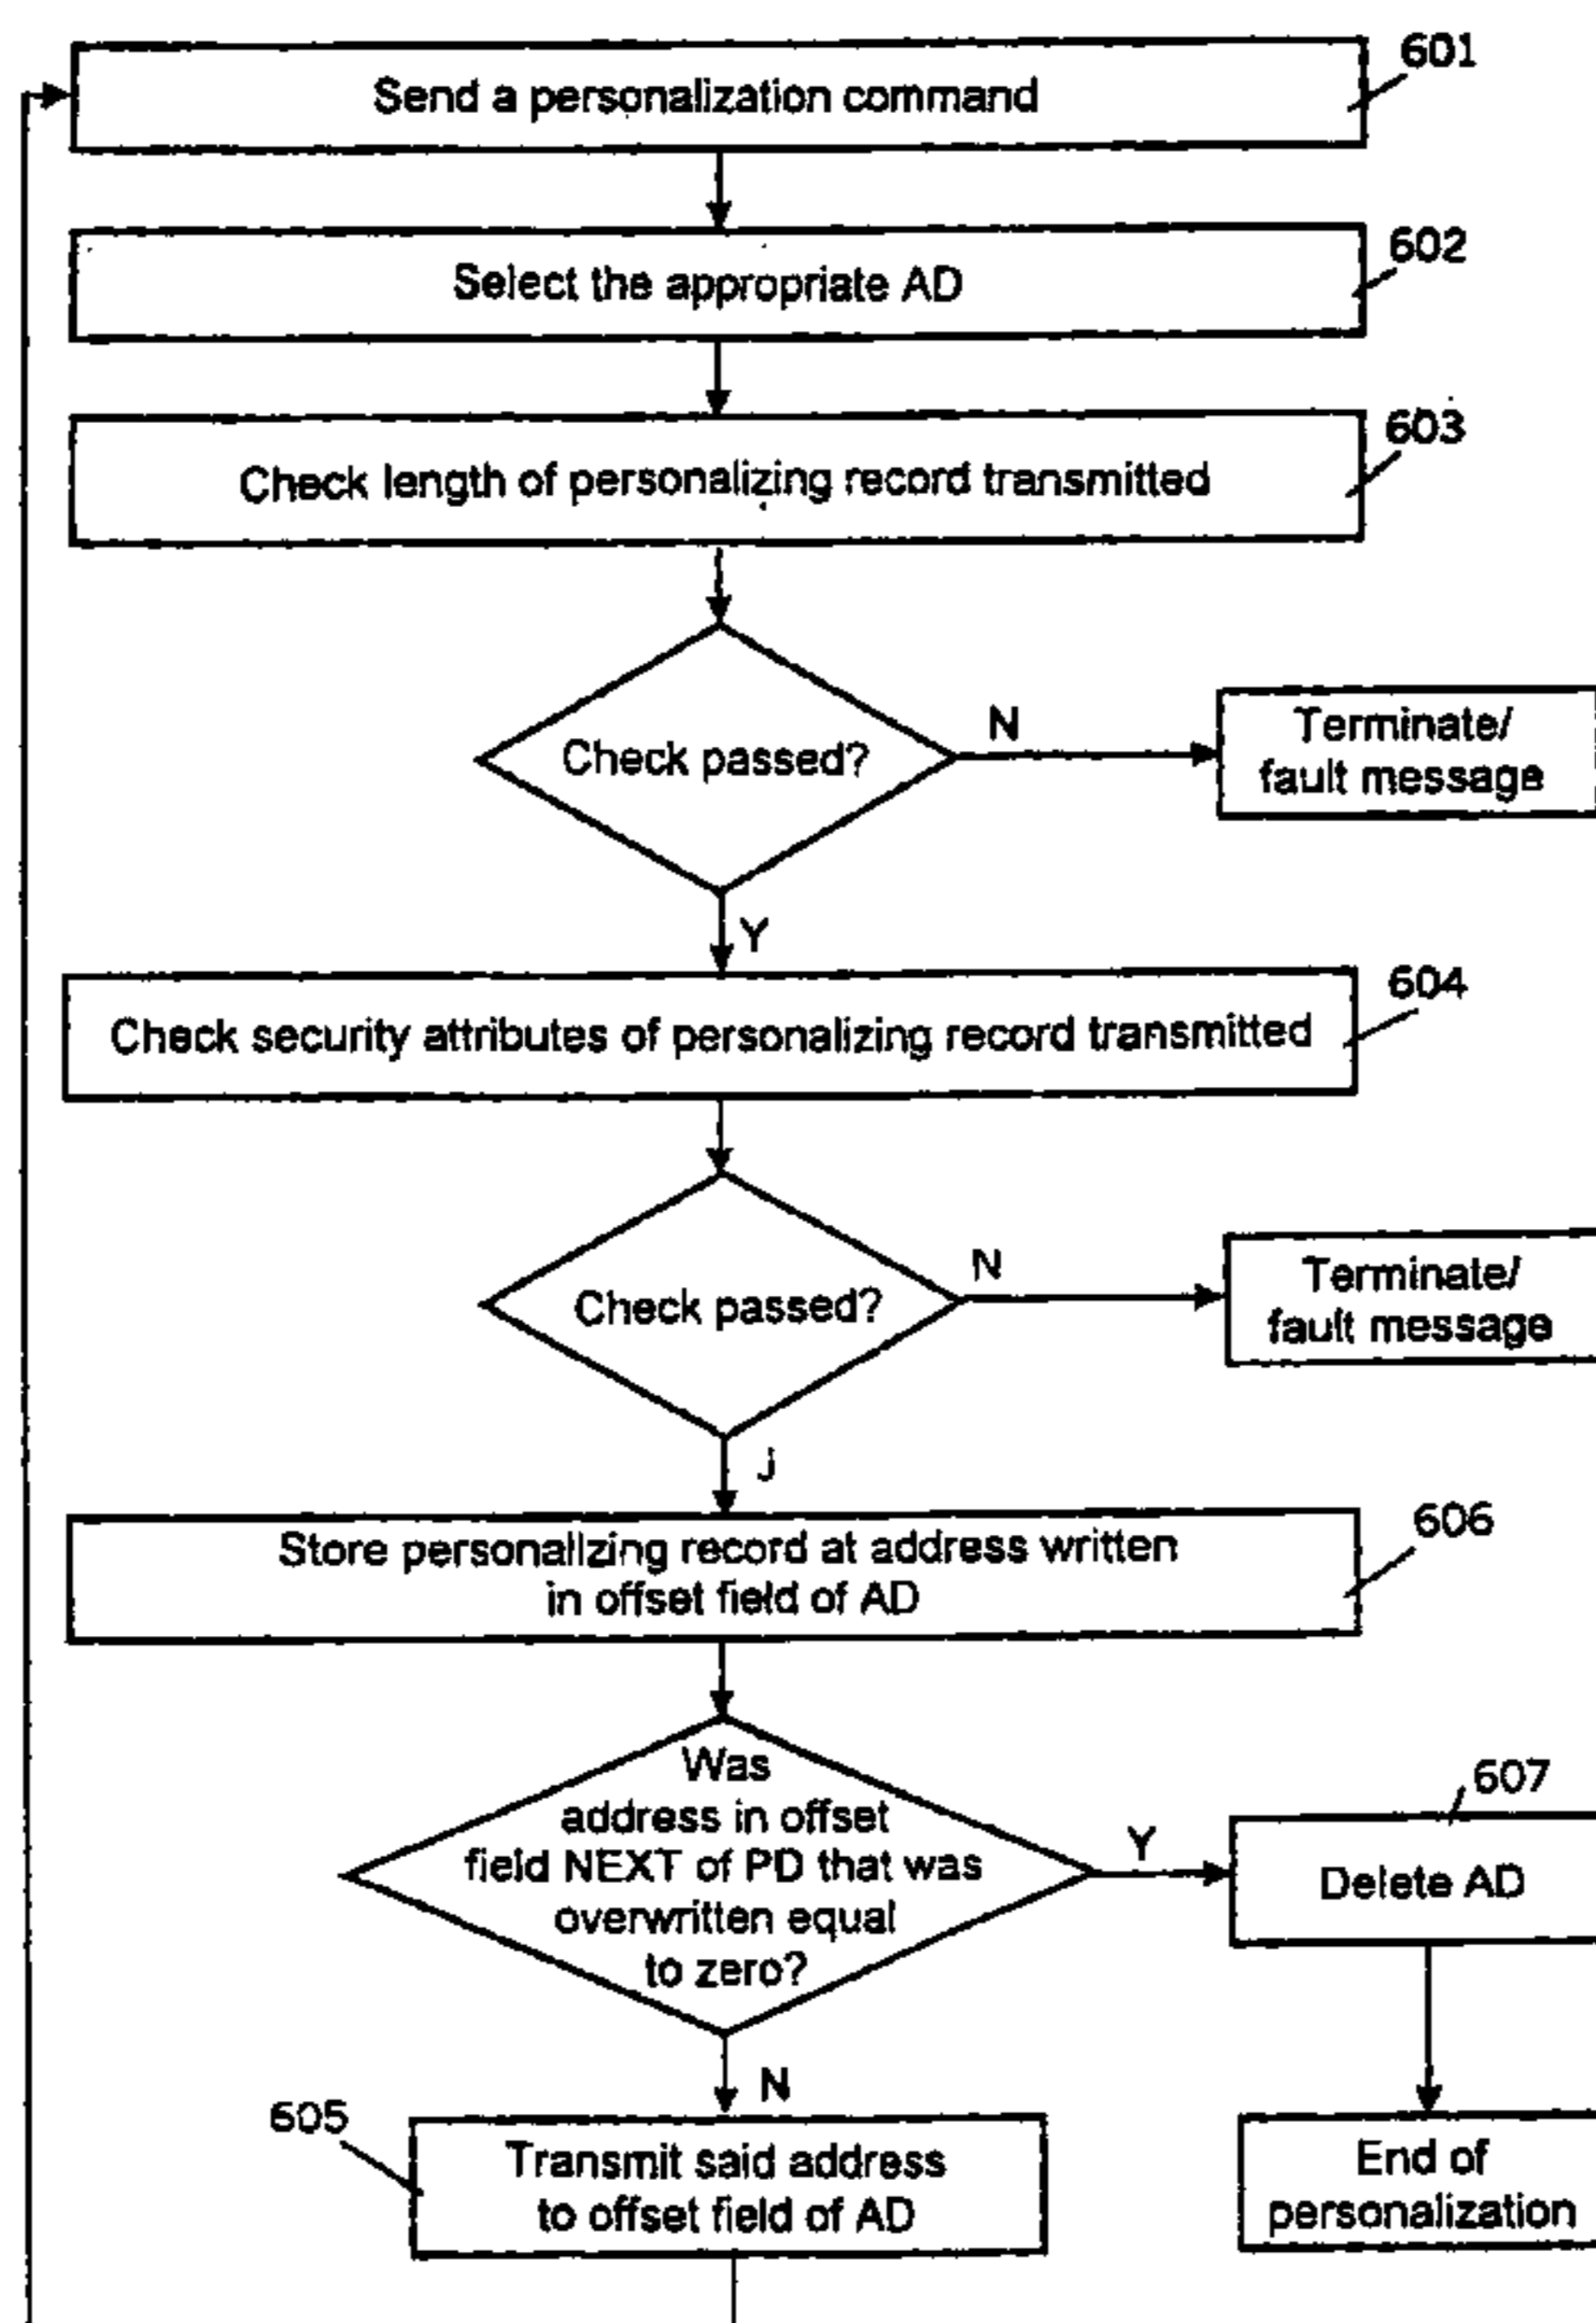 601
Send a personalization command
602
Select the appropriate AD
603
Check length of personalizing record transmitted
Check passed?
N
Terminate/
fault message
Y
604
Check security attributes of personalizing record transmitted
Check passed?
N
Terminate/
fault message
J
606
Store personalizing record at address written
in offset field of AD
Was
address in offset
field NEXT of PD that was
overwritten equal
to zero?
Y
607
Delete AD
N
605
Transmit said address
to offset field of AD
End of
personalization